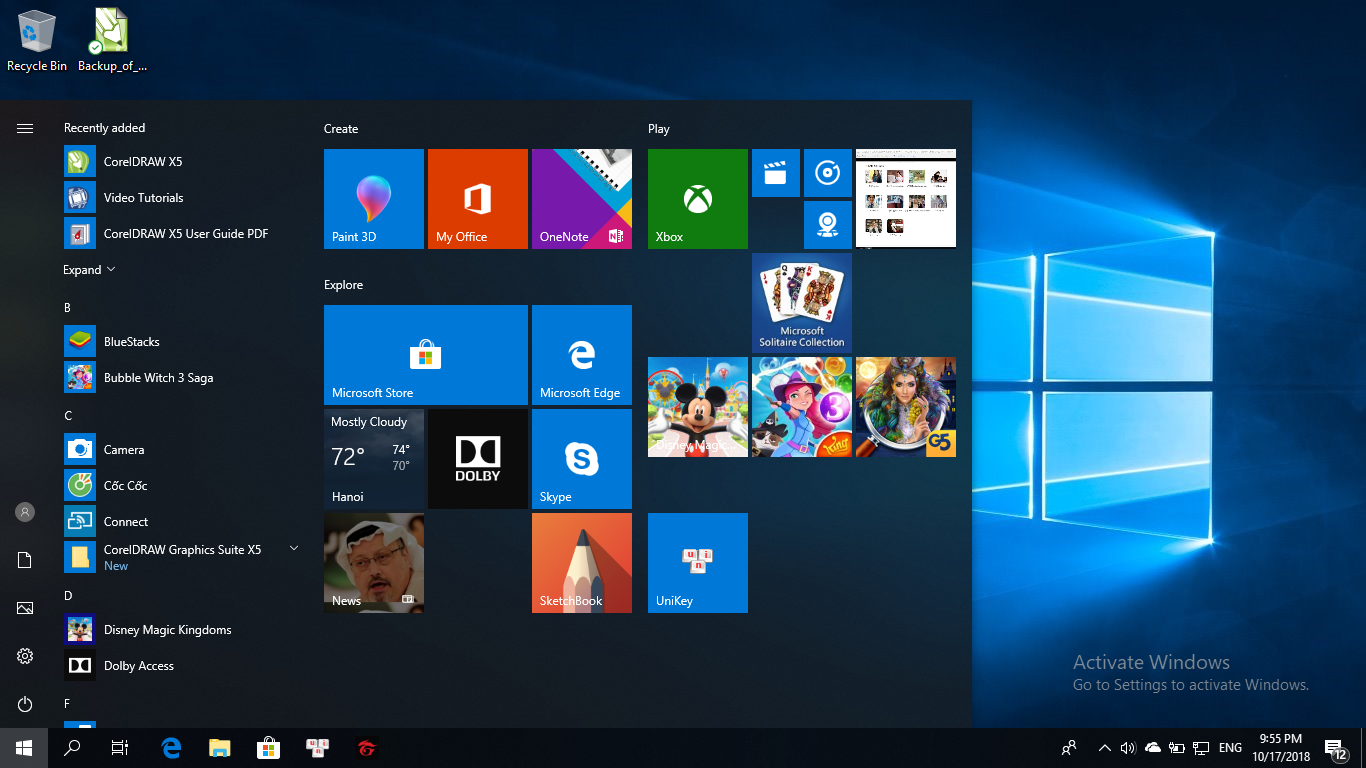 Recycle Bin
Backup_of_...
Recently added
CorelDRAW X5
Video Tutorials
CorelDRAW X5 User Guide PDF
Expand
B
BlueStacks
Bubble Witch 3 Saga
C
Camera
Cốc Cốc
Connect
CorelDRAW Graphics Suite X5
New
D
Disney Magic Kingdoms
Dolby Access
F
Create
Paint 3D
My Office
OneNote
Explore
Microsoft Store
Microsoft Edge
Mostly Cloudy
72°
74°
70°
Hanoi
DOLBY
Skype
News
SketchBook
Play
Xbox
Microsoft
Solitaire Collection
Disney Magic...
3
King
G5
UniKey
Activate Windows
Go to Settings to activate Windows.
ENG
9:55 PM
10/17/2018
12